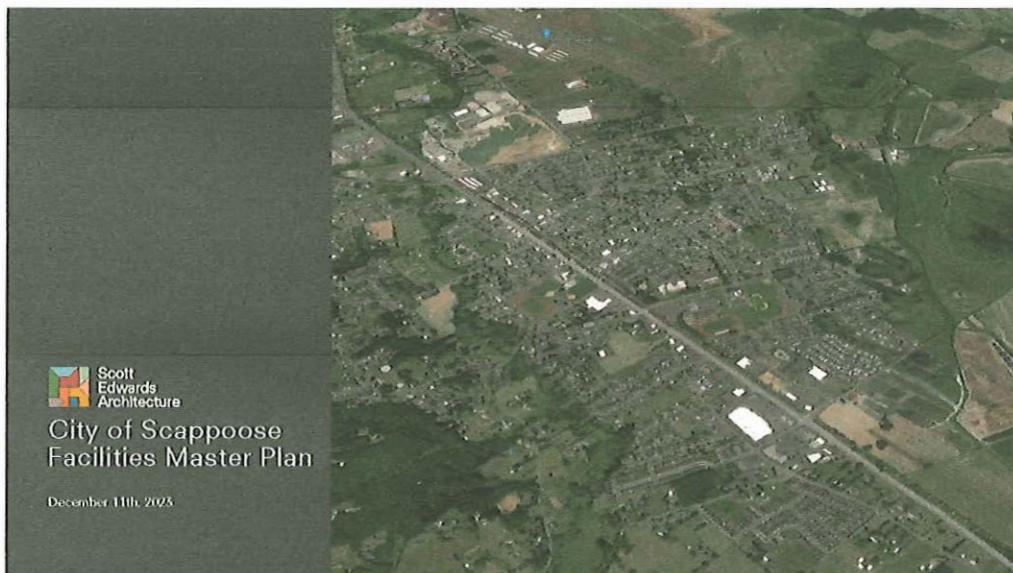 Scott
Edwards
Architecture
City of Scappoose
Facilities Master Plan
December 11th, 2023